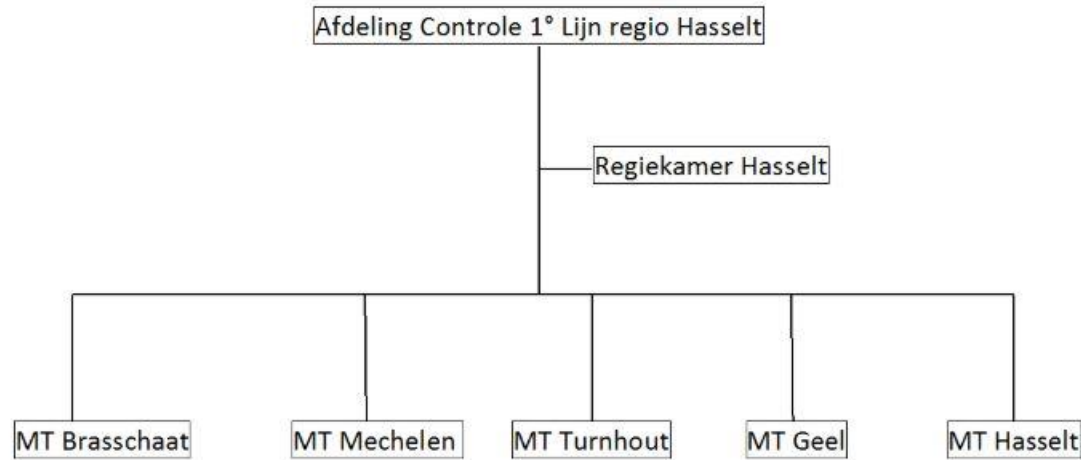 Afdeling Controle 1° Lijn regio Hasselt
Regiekamer Hasselt
MT Brasschaat
MT Mechelen
MT Turnhout
MT Geel
MT Hasselt